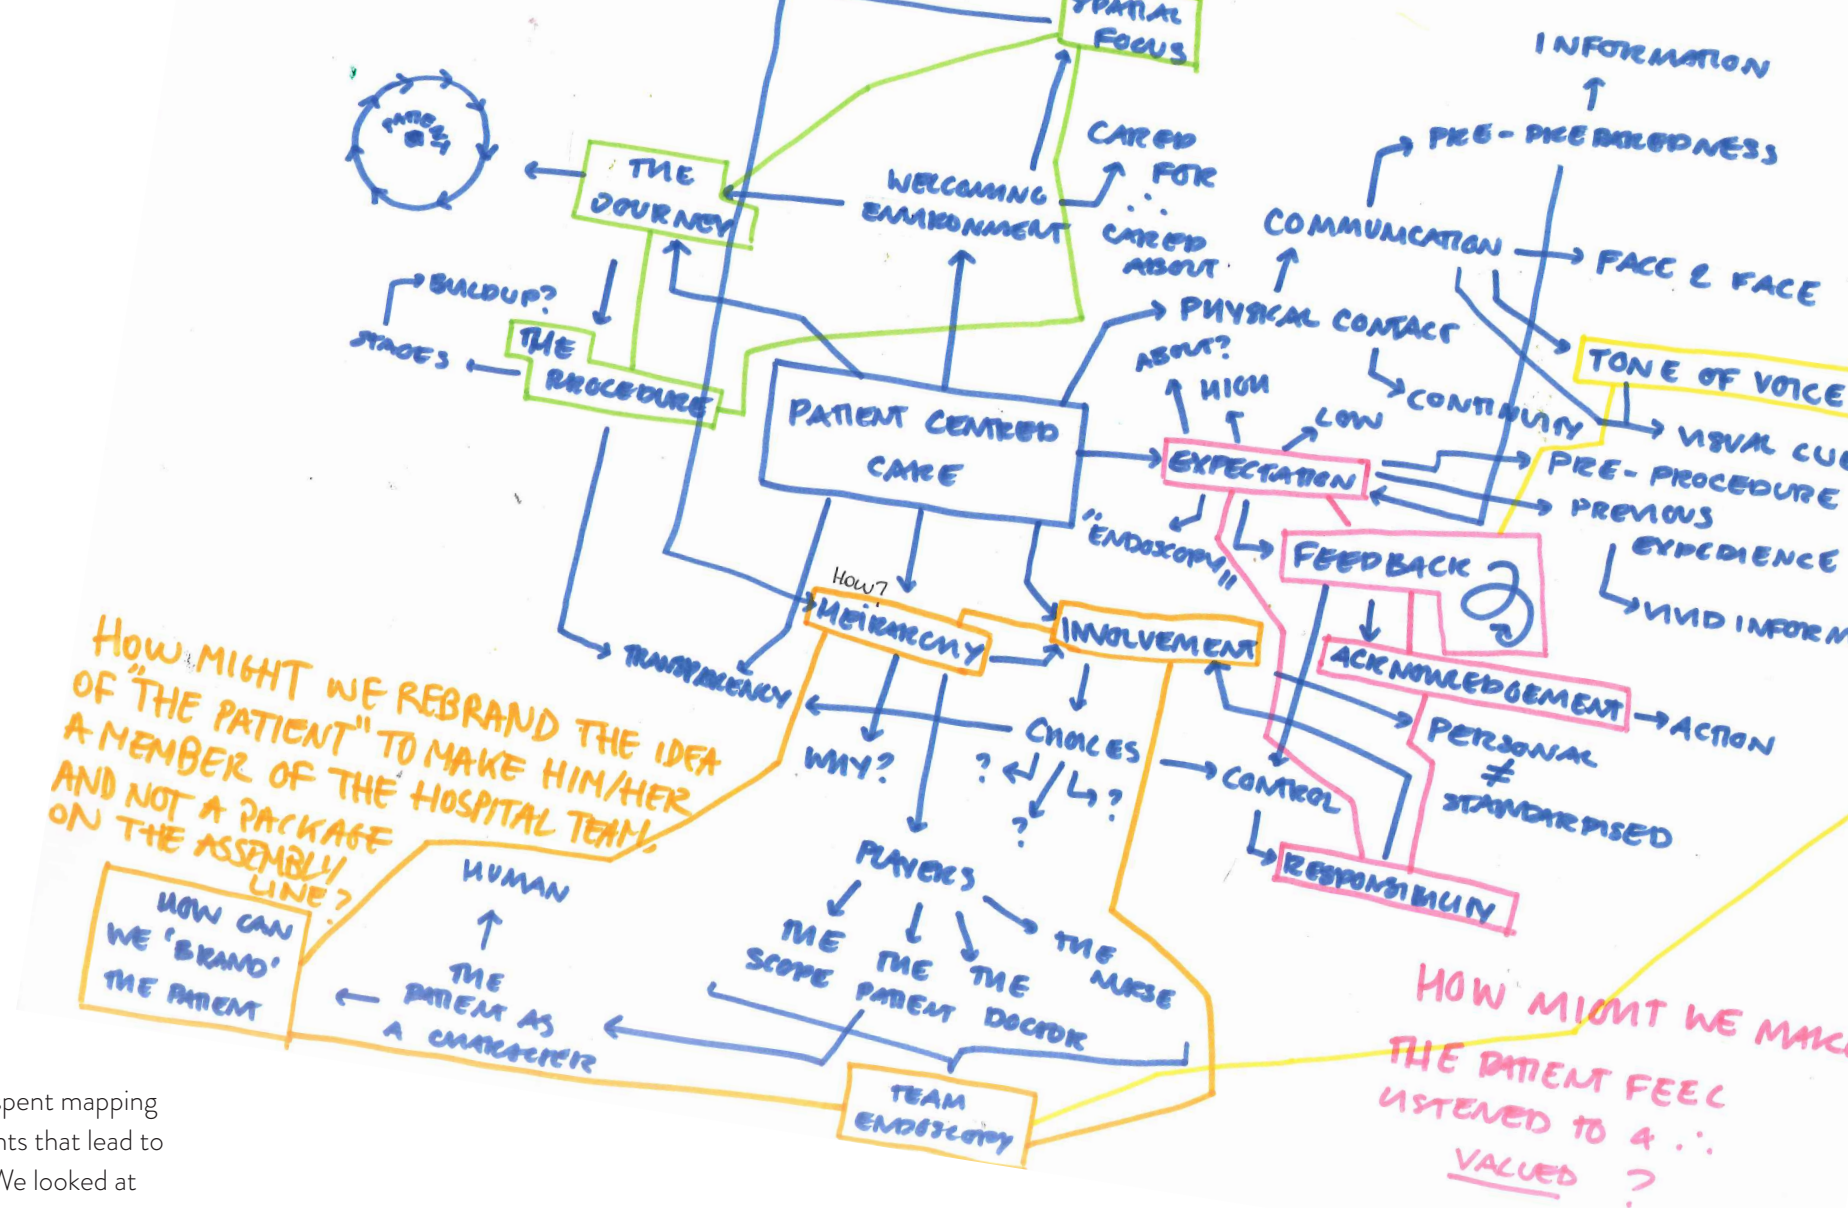 SPATIAL
FOCUS
INFORMATION
PRE-PREPAREDNESS
PATIENT
THE
JOURNEY
WELCOMING
ENVIRONMENT
CARED
FOR
∴
CARED
ABOUT
COMMUNICATION
FACE 2 FACE
BUILDUP?
STAGES
THE
PROCEDURE
PHYSICAL CONTACT
CONTINUITY
TONE OF VOICE
VISUAL
PATIENT CENTRED
CARE
ABOUT?
HIGH
LOW
EXPECTATION
PRE-PROCEDURE
PREVIOUS
EXPERIENCE
VIVID
"ENDOSCOPY"
FEEDBACK
ACKNOWLEDGEMENT
ACTION
How?
HEIRARCHY
INVOLVEMENT
TRANSPARENCY
CHOICES
? ?
?
WHY?
CONTROL
PERSONAL
≠
STANDARDISED
RESPONSIBILITY
HOW MIGHT WE REBRAND THE IDEA
OF "THE PATIENT" TO MAKE HIM/HER
A MEMBER OF THE HOSPITAL TEAM,
AND NOT A PACKAGE
ON THE ASSEMBLY
LINE?
HOW CAN
WE 'BRAND'
THE PATIENT
HUMAN
THE
PATIENT AS
A CHARACTER
PLAYERS
THE
SCOPE
THE
PATIENT
THE
DOCTOR
THE
NURSE
TEAM
ENDOSCOPY
HOW MIGHT WE MAKE
THE PATIENT FEEL
LISTENED TO & ∴
VALUED ?
spent mapping
nts that lead to
We looked at